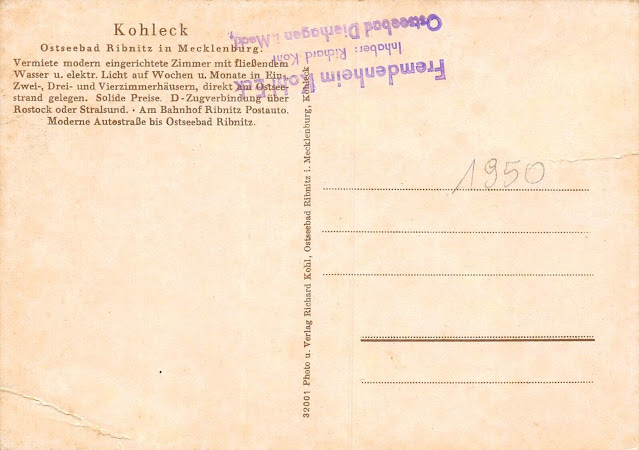 Kohleck
Ostseebad Ribnitz in Mecklenburg.
Vermiete modern eingerichtete Zimmer mit fließendem
Wasser u. elektr. Licht auf Wochen u. Monate in Ein-,
Zwei-, Drei- und Vierzimmerhäusern, direkt am Ostsee-
strand gelegen. Solide Preise. D-Zugverbindung über
Rostock oder Stralsund. · Am Bahnhof Ribnitz Postauto.
Moderne Autostraße bis Ostseebad Ribnitz.
Fremdenheim Kohl-Eck
Inhaber: Richard Kohl
Ostseebad Dierhagen i. Meckl.
32001 Photo u. Verlag Richard Kohl, Ostseebad Ribnitz i. Mecklenburg, Kohleck
1950